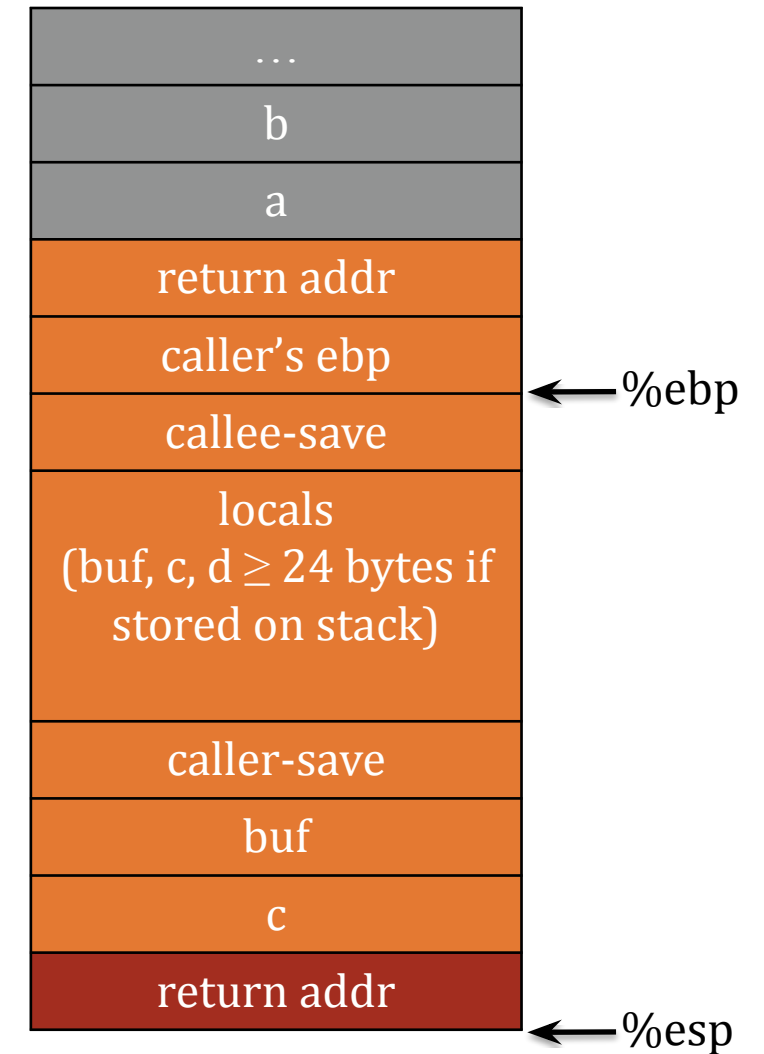 ...
b
a
return addr
caller’s ebp
%ebp
callee-save
locals
(buf, c, d ≥ 24 bytes if
stored on stack)
caller-save
buf
c
return addr
%esp